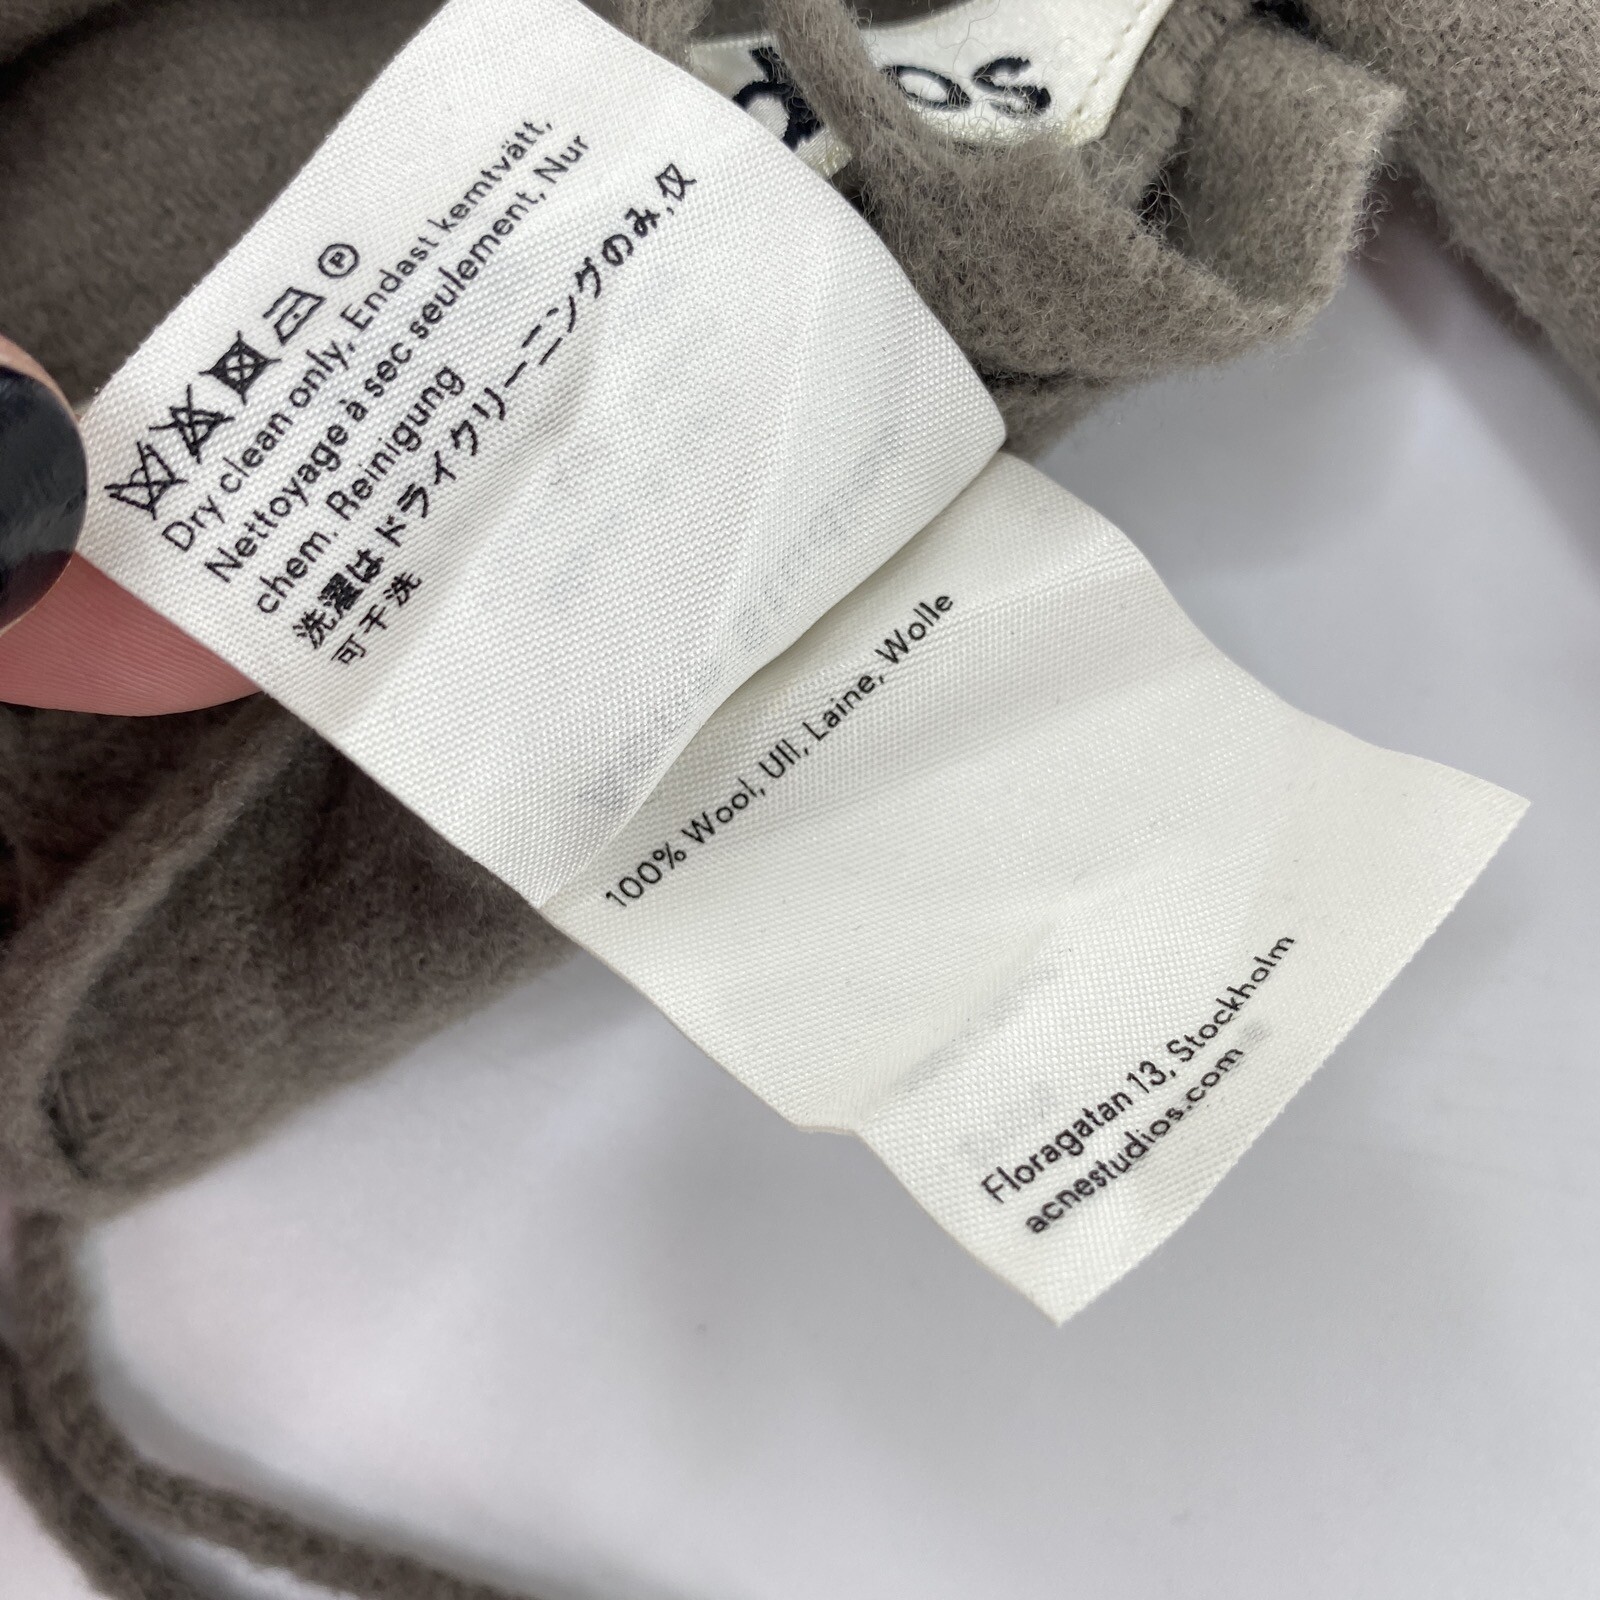 P
Dry clean only, Endast kemtvätt,
Nettoyage à sec seulement, Nur
chem. Reinigung
洗濯はドライクリーニングのみ,仅
可干洗
100% Wool, Ull, Laine, Wolle
Floragatan 13, Stockholm
acnestudios.com
dios